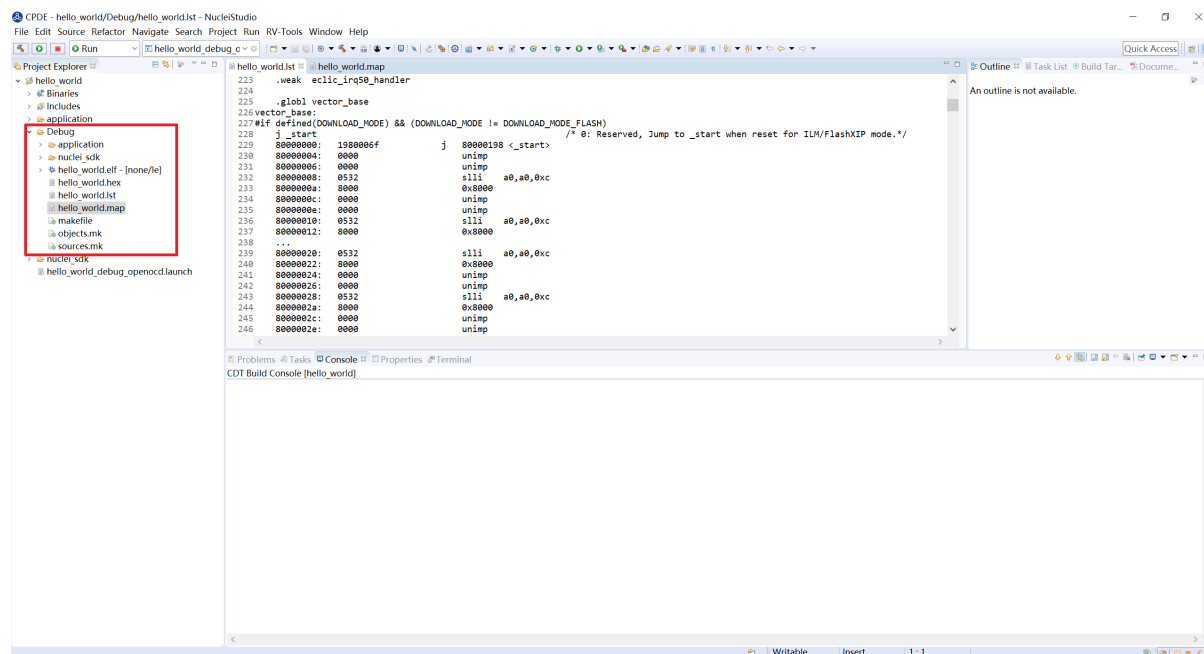 CPDE - hello_world/Debug/hello_world.lst - NucleiStudio
File Edit Source Refactor Navigate Search Project Run RV-Tools Window Help
Run
hello_world_debug_o
Quick Access
Project Explorer
hello_world
Binaries
Includes
application
Debug
application
nuclei_sdk
hello_world.elf - [none/le]
hello_world.hex
hello_world.lst
hello_world.map
makefile
objects.mk
sources.mk
nuclei_sdk
hello_world_debug_openocd.launch
hello_world.lst hello_world.map
223 .weak eclic_irq50_handler
224
225 .globl vector_base
226 vector_base:
227 #if defined(DOWNLOAD_MODE) && (DOWNLOAD_MODE != DOWNLOAD_MODE_FLASH)
228 j _start /* 0: Reserved, Jump to _start when reset for ILM/FlashXIP mode.*/
229 80000000: 1980006f j 80000198 <_start>
230 80000004: 0000 unimp
231 80000006: 0000 unimp
232 80000008: 0532 slli a0,a0,0xc
233 8000000a: 8000 0x8000
234 8000000c: 0000 unimp
235 8000000e: 0000 unimp
236 80000010: 0532 slli a0,a0,0xc
237 80000012: 8000 0x8000
238 ...
239 80000020: 0532 slli a0,a0,0xc
240 80000022: 8000 0x8000
241 80000024: 0000 unimp
242 80000026: 0000 unimp
243 80000028: 0532 slli a0,a0,0xc
244 8000002a: 8000 0x8000
245 8000002c: 0000 unimp
246 8000002e: 0000 unimp
Outline Task List Build Tar... Docume...
An outline is not available.
Problems Tasks Console Properties Terminal
CDT Build Console [hello_world]
Writable Insert 1 : 1